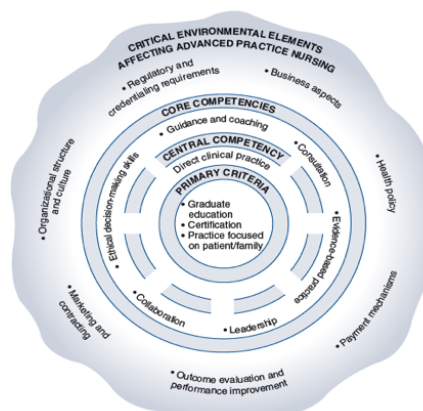 CRITICAL ENVIRONMENTAL ELEMENTS
AFFECTING ADVANCED PRACTICE NURSING
• Regulatory and
credentialing requirements
• Business aspects
• Organizational structure
and culture
• Health policy
• Marketing and
contracting
• Payment mechanisms
• Outcome evaluation and
performance improvement
CORE COMPETENCIES
• Guidance and coaching
• Consultation
• Ethical decision-making skills
• Evidence-based practice
• Collaboration
• Leadership
CENTRAL COMPETENCY
Direct clinical practice
PRIMARY CRITERIA
• Graduate
education
• Certification
• Practice focused
on patient/family